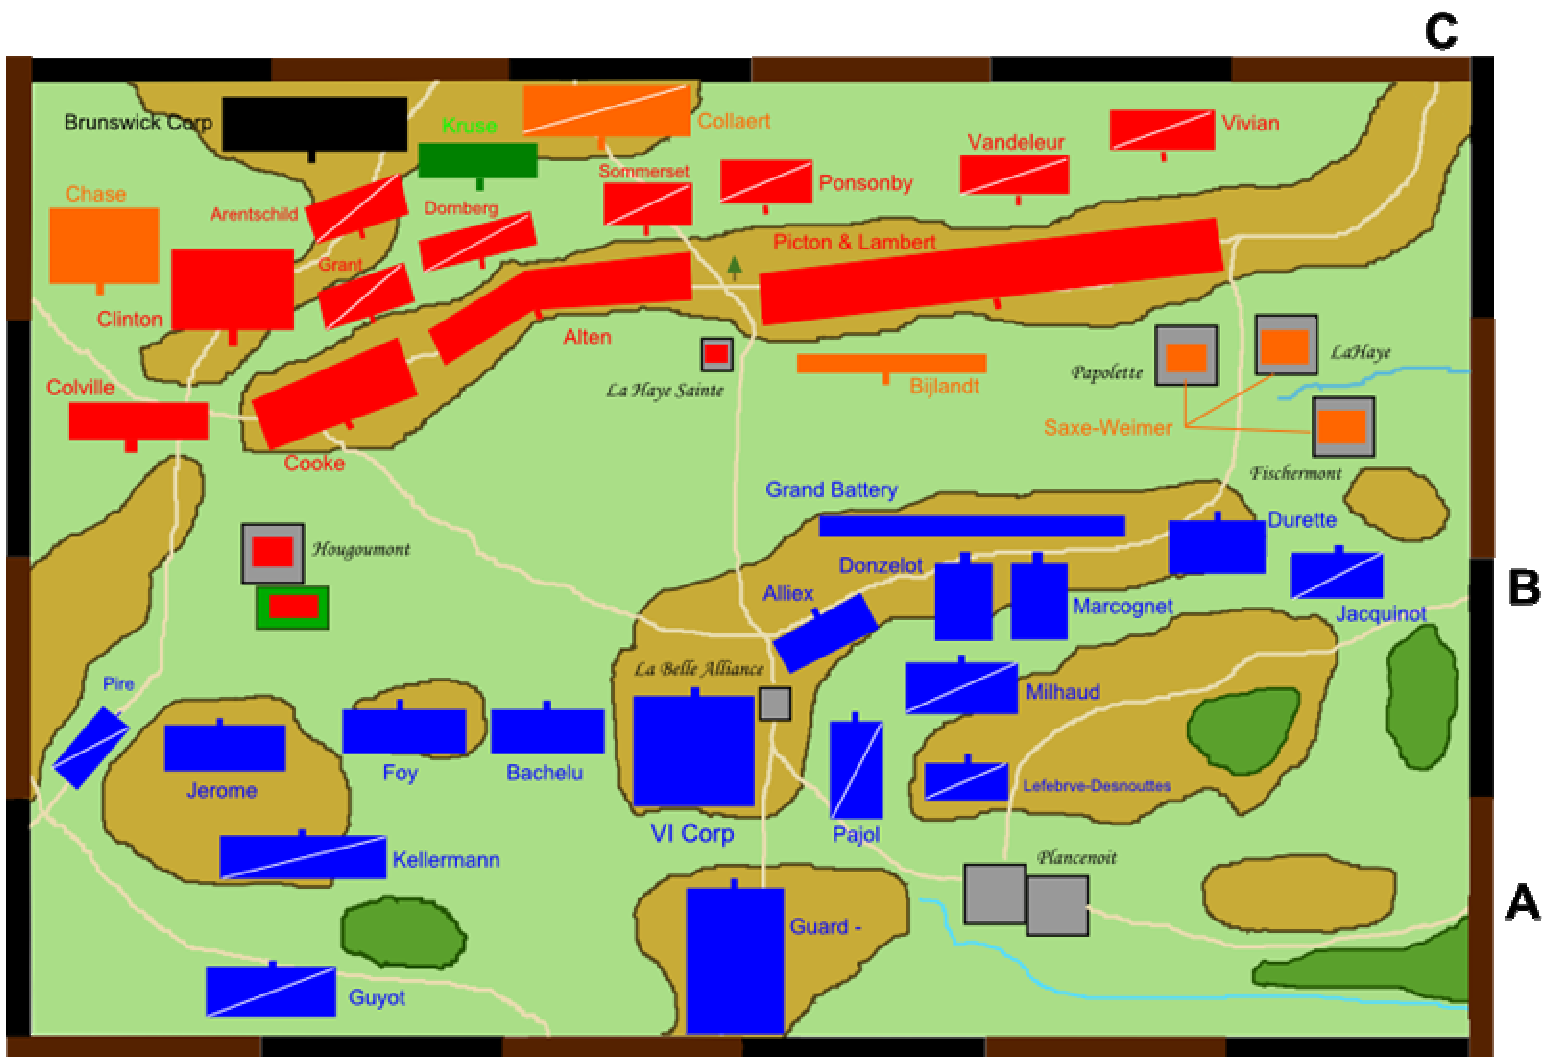 C
Brunswick Corp
Kruse
Collaert
Vivian
Vandeleur
Sommerset
Ponsonby
Chase
Arentschild
Dornberg
Picton & Lambert
Grant
Clinton
Alten
LaHaye
Papolette
La Haye Sainte
Bijlandt
Colville
Saxe-Weimer
Cooke
Fischermont
Grand Battery
Durette
Hougoumont
Donzelot
B
Alliex
Marcognet
Jacquinot
La Belle Alliance
Pire
Milhaud
Foy
Bachelu
Jerome
Lefebrve-Desnouttes
VI Corp
Pajol
Kellermann
Plancenoit
A
Guard -
Guyot